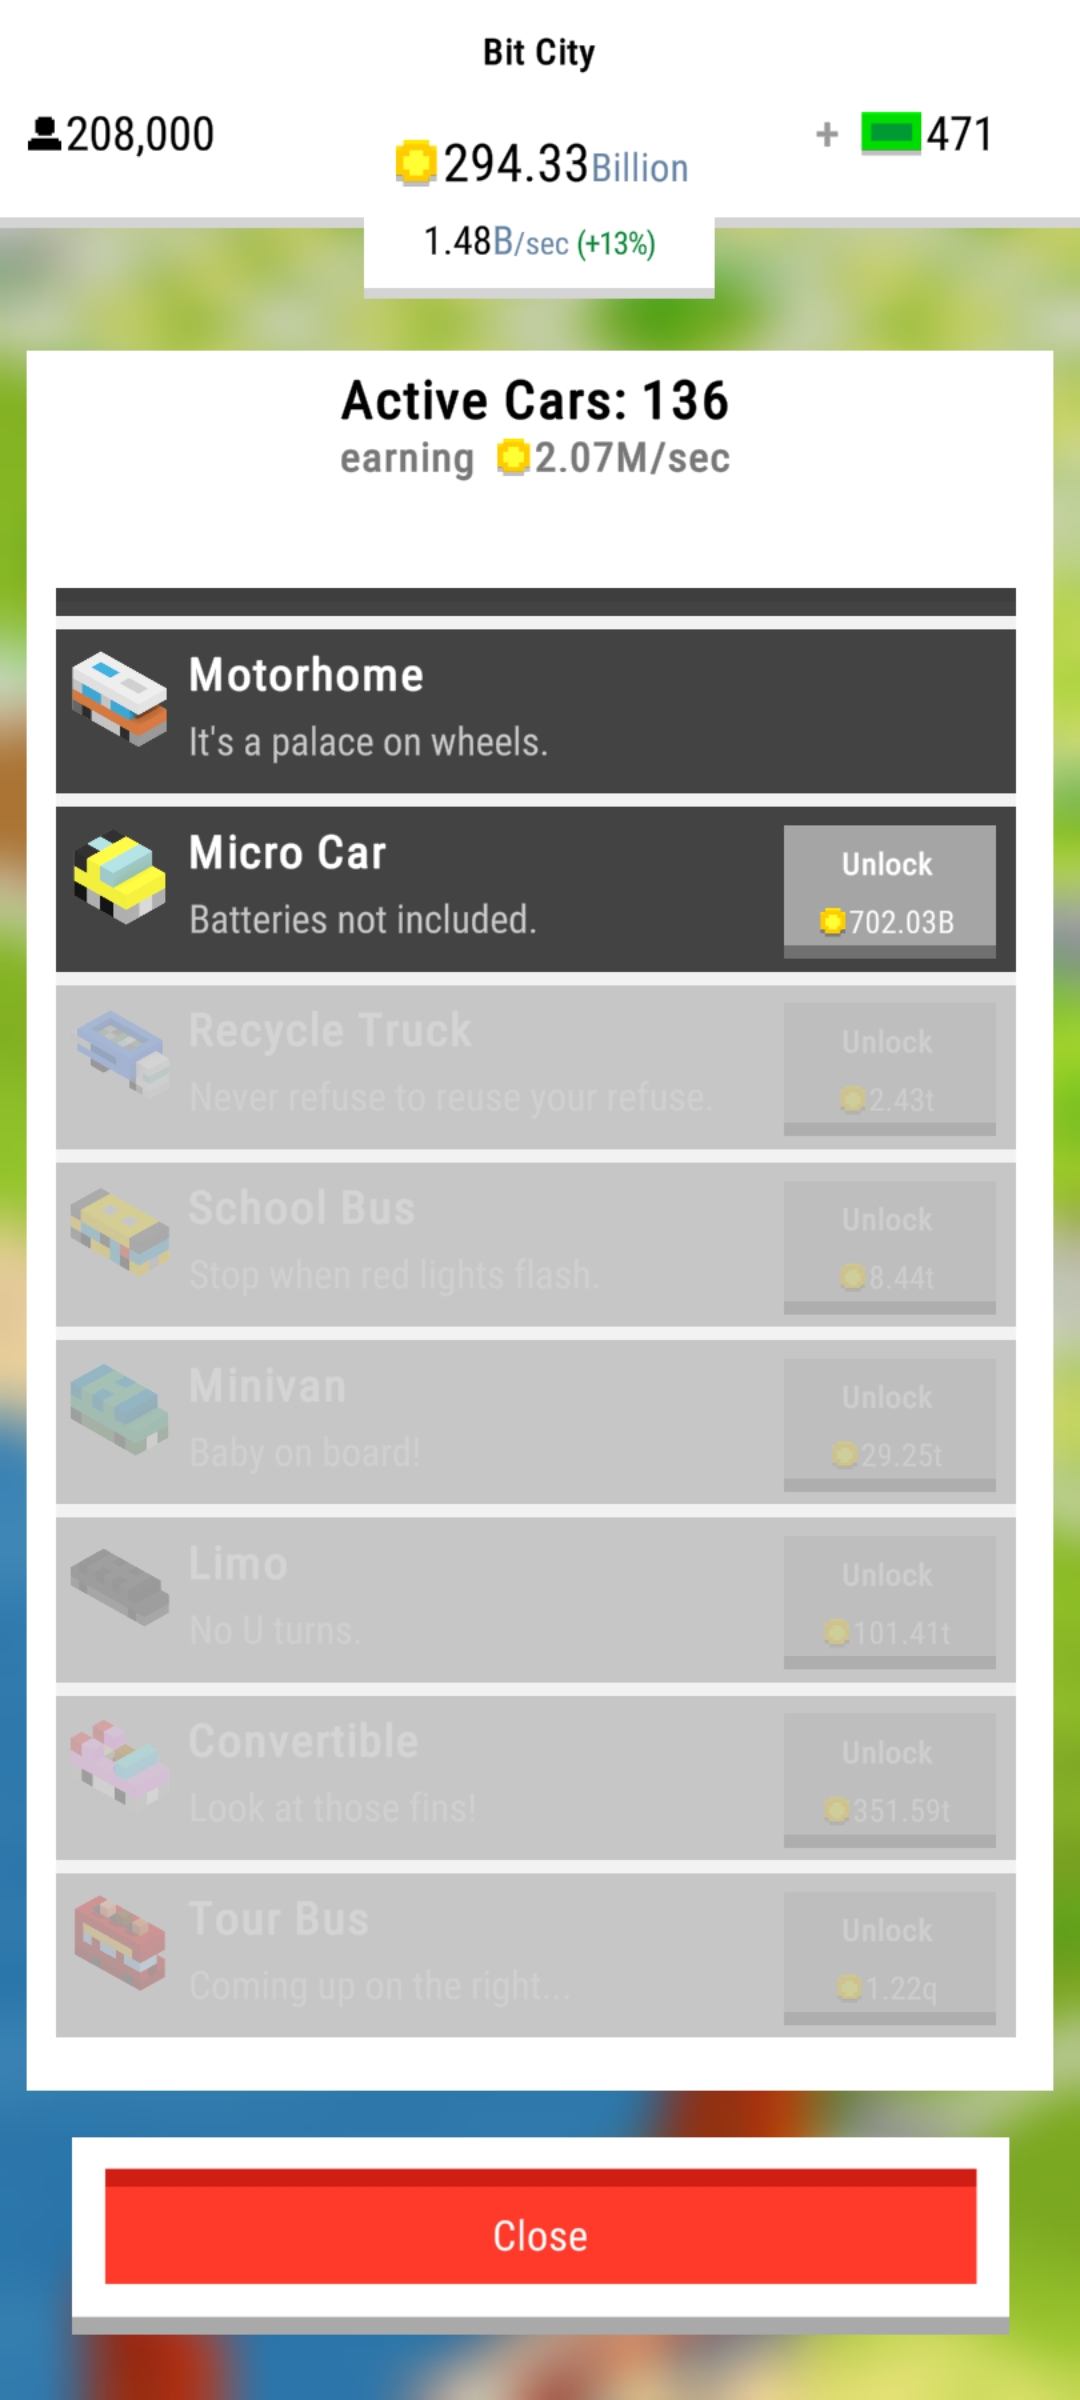 Bit City
208,000
294.33Billion
+ 471
1.48B/sec (+13%)
Active Cars: 136
earning 2.07M/sec
Motorhome
It's a palace on wheels.
Micro Car
Batteries not included.
Unlock
702.03B
Recycle Truck
Never refuse to reuse your refuse.
Unlock
2.43t
School Bus
Stop when red lights flash.
Unlock
8.44t
Minivan
Baby on board!
Unlock
29.25t
Limo
No U turns.
Unlock
101.41t
Convertible
Look at those fins!
Unlock
351.59t
Tour Bus
Coming up on the right...
Unlock
1.22q
Close